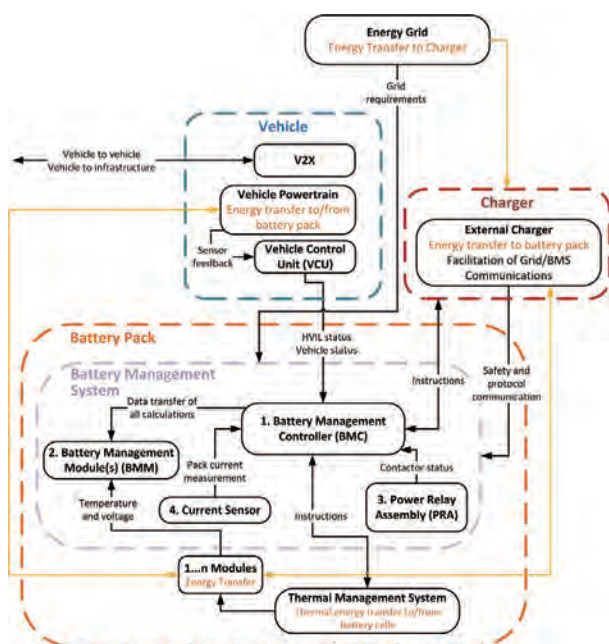 Energy Grid
Energy Transfer to Charger
Grid
requirements
Vehicle
Vehicle to vehicle
Vehicle to infrastructure
V2X
Vehicle Powertrain
Energy transfer to/from
battery pack
Sensor
feedback
Vehicle Control
Unit (VCU)
Charger
External Charger
Energy transfer to battery pack
Facilitation of Grid/BMS
Communications
Battery Pack
HVIL status
Vehicle status
Battery Management
System
Instructions
Safety and
protocol
communication
Data transfer of
all calculations
1. Battery Management
Controller (BMC)
2. Battery Management
Module(s) (BMM)
Pack current
measurement
Contactor status
Temperature
and voltage
4. Current Sensor
Instructions
3. Power Relay
Assembly (PRA)
1...n Modules
Energy Transfer
Thermal Management System
Thermal energy transfer to/from
battery cells